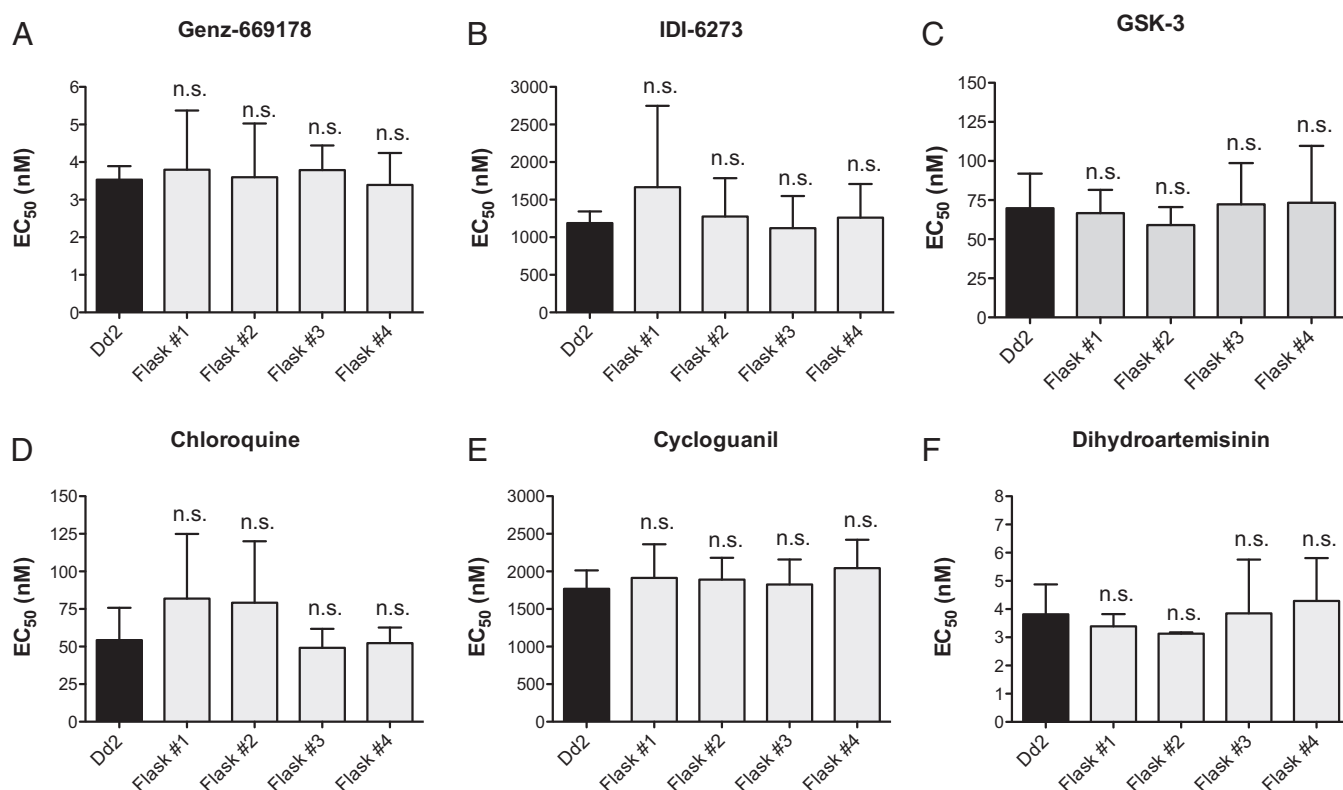 A
Genz-669178
EC50 (nM)
6
5
4
3
2
1
0
n.s.
n.s.
n.s.
n.s.
Dd2
Flask #1
Flask #2
Flask #3
Flask #4
B
IDI-6273
EC50 (nM)
3000
2500
2000
1500
1000
500
0
n.s.
n.s.
n.s.
n.s.
Dd2
Flask #1
Flask #2
Flask #3
Flask #4
C
GSK-3
EC50 (nM)
150
125
100
75
50
25
0
n.s.
n.s.
n.s.
n.s.
Dd2
Flask #1
Flask #2
Flask #3
Flask #4
D
Chloroquine
EC50 (nM)
150
125
100
75
50
25
0
n.s.
n.s.
n.s.
n.s.
Dd2
Flask #1
Flask #2
Flask #3
Flask #4
E
Cycloguanil
EC50 (nM)
3000
2500
2000
1500
1000
500
0
n.s.
n.s.
n.s.
n.s.
Dd2
Flask #1
Flask #2
Flask #3
Flask #4
F
Dihydroartemisinin
EC50 (nM)
8
7
6
5
4
3
2
1
0
n.s.
n.s.
n.s.
n.s.
Dd2
Flask #1
Flask #2
Flask #3
Flask #4